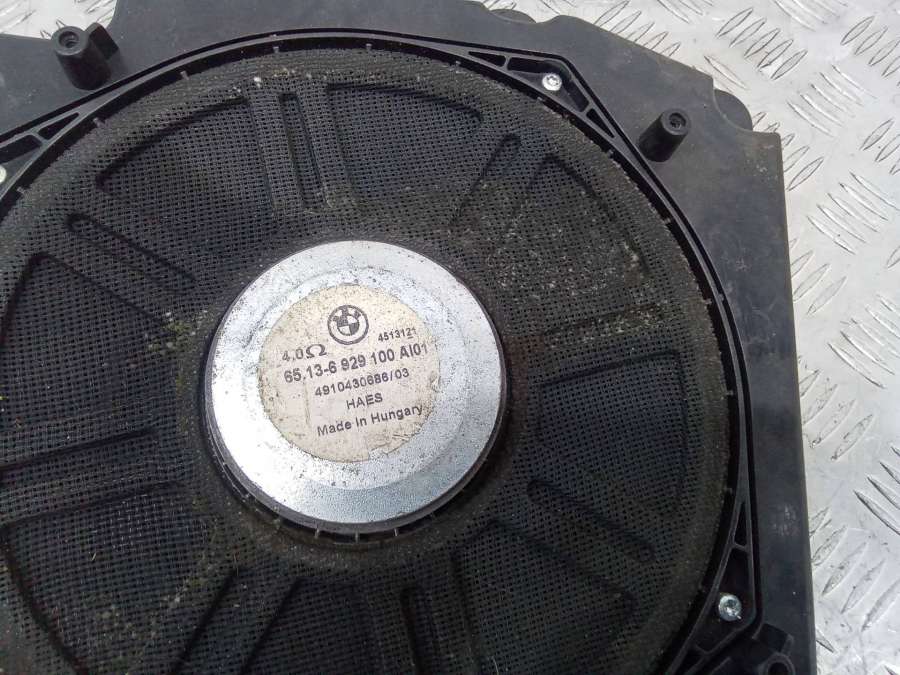 4513121
4,0Ω
65.13-6 929 100 AI01
4910430686/03
HAES
Made in Hungary